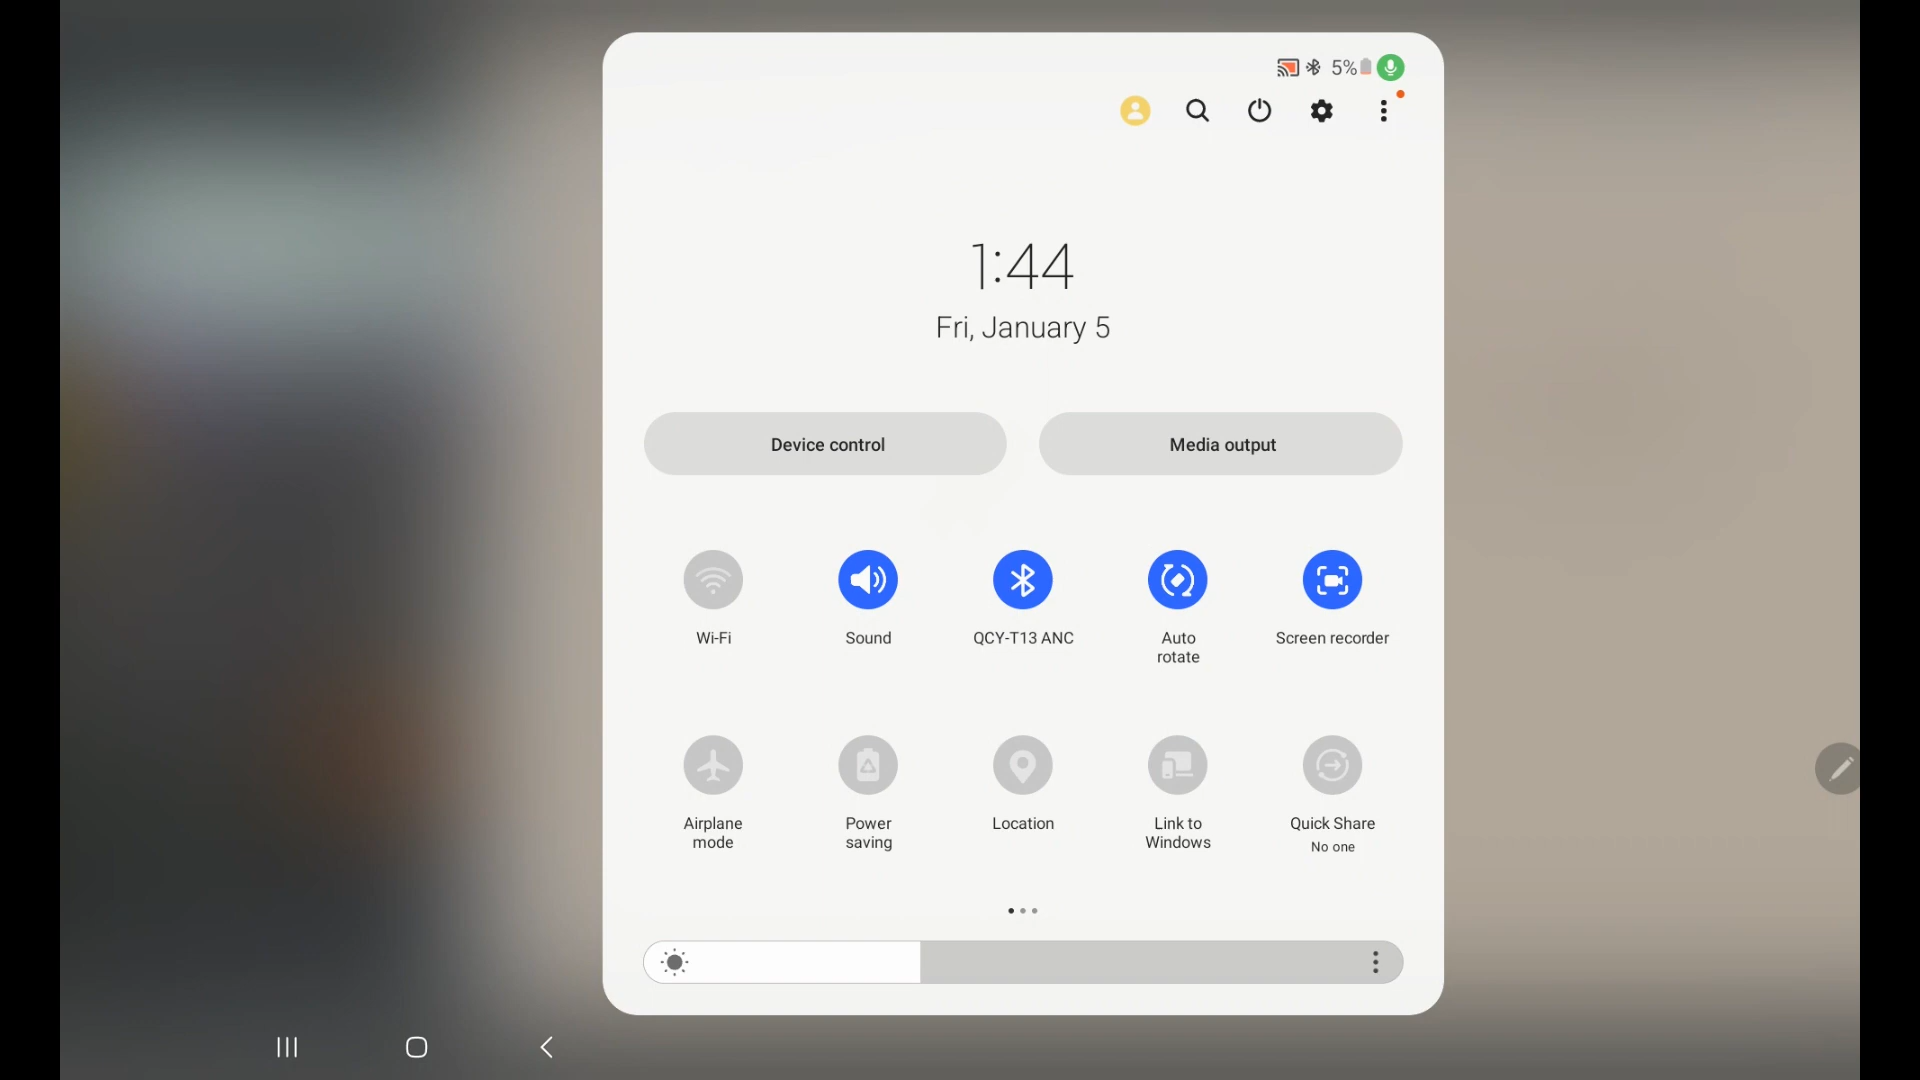 5%
1:44
Fri, January 5
Device control
Media output
Wi-Fi
Sound
QCY-T13 ANC
Auto
rotate
Screen recorder
Airplane
mode
Power
saving
Location
Link to
Windows
Quick Share
No one